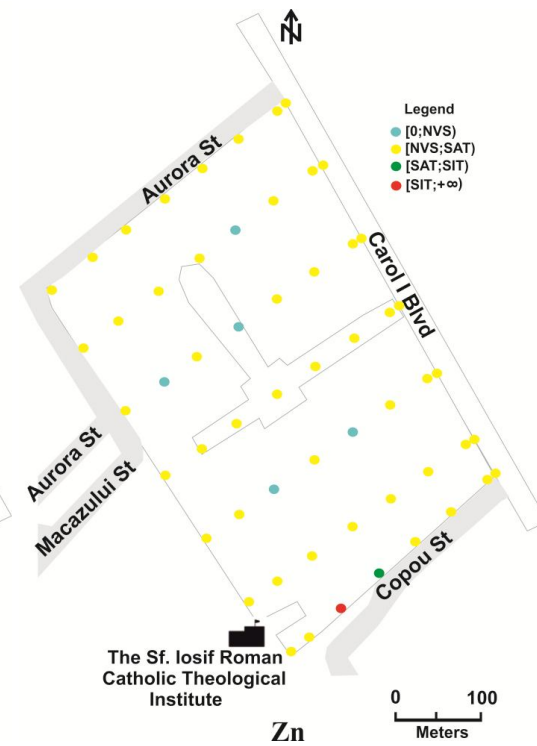 N
Legend
[0;NVS)
[NVS;SAT)
[SAT;SIT)
[SIT;+∞)
Aurora St
Carol I Blvd
Aurora St
Macazului St
Copou St
The Sf. Iosif Roman
Catholic Theological
Institute
0 100
Meters
Zn